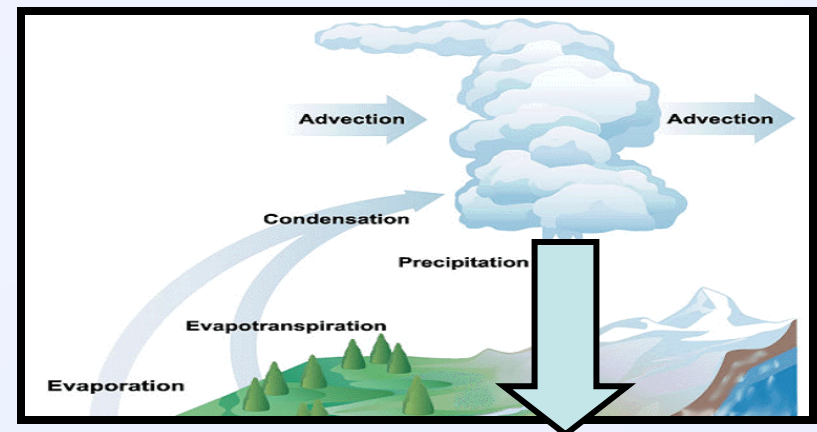 Advection
Advection
Condensation
Precipitation
Evapotranspiration
Evaporation